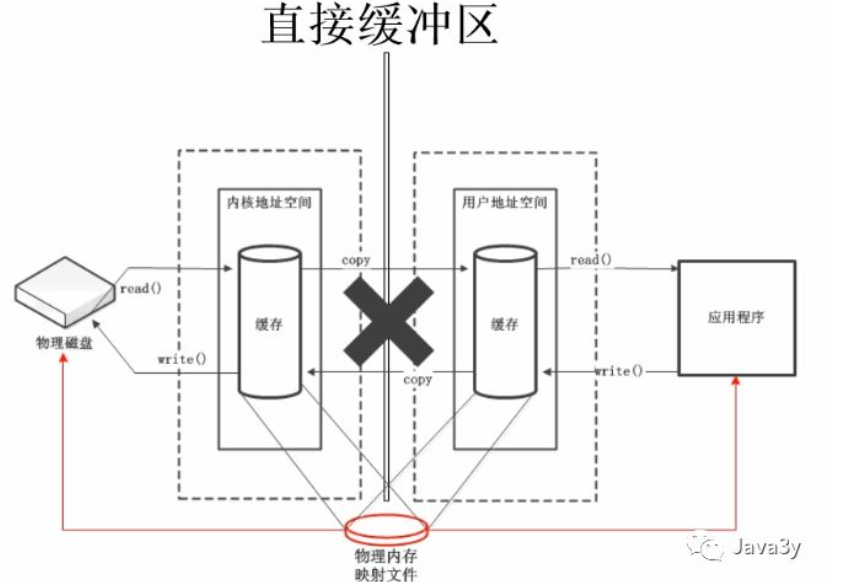 直接缓冲区
内核地址空间
用户地址空间
copy
read()
read()
缓存
缓存
应用程序
物理磁盘
write()
copy
write()
物理内存
映射文件
Java3y